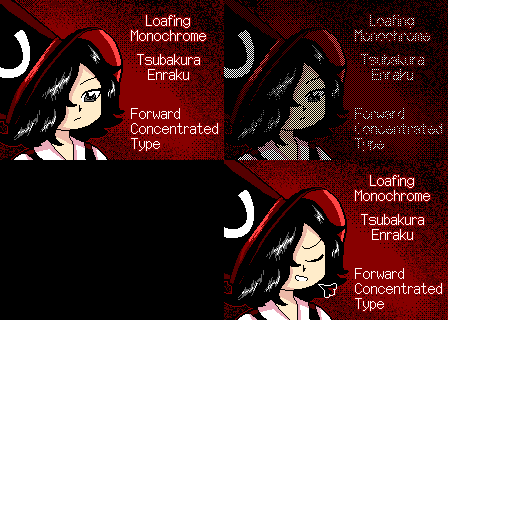 Loafing
Monochrome
Tsubakura
Enraku
Forward
Concentrated
Type
Loafing
Monochrome
Tsubakura
Enraku
Forward
Concentrated
Type
Loafing
Monochrome
Tsubakura
Enraku
Forward
Concentrated
Type